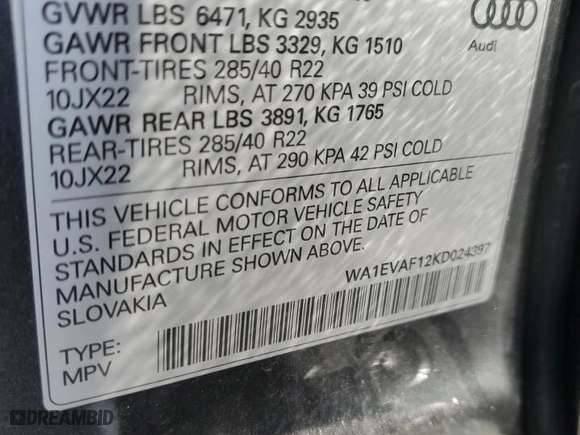 GVWR LBS 6471, KG 2935
GAWR FRONT LBS 3329, KG 1510
FRONT-TIRES 285/40 R22
10JX22 RIMS, AT 270 KPA 39 PSI COLD
GAWR REAR LBS 3891, KG 1765
REAR-TIRES 285/40 R22
10JX22 RIMS, AT 290 KPA 42 PSI COLD
Audi
THIS VEHICLE CONFORMS TO ALL APPLICABLE
U.S. FEDERAL MOTOR VEHICLE SAFETY
STANDARDS IN EFFECT ON THE DATE OF
MANUFACTURE SHOWN ABOVE.
SLOVAKIA
WA1EVAF12KD024397
TYPE:
MPV
DREAMBID